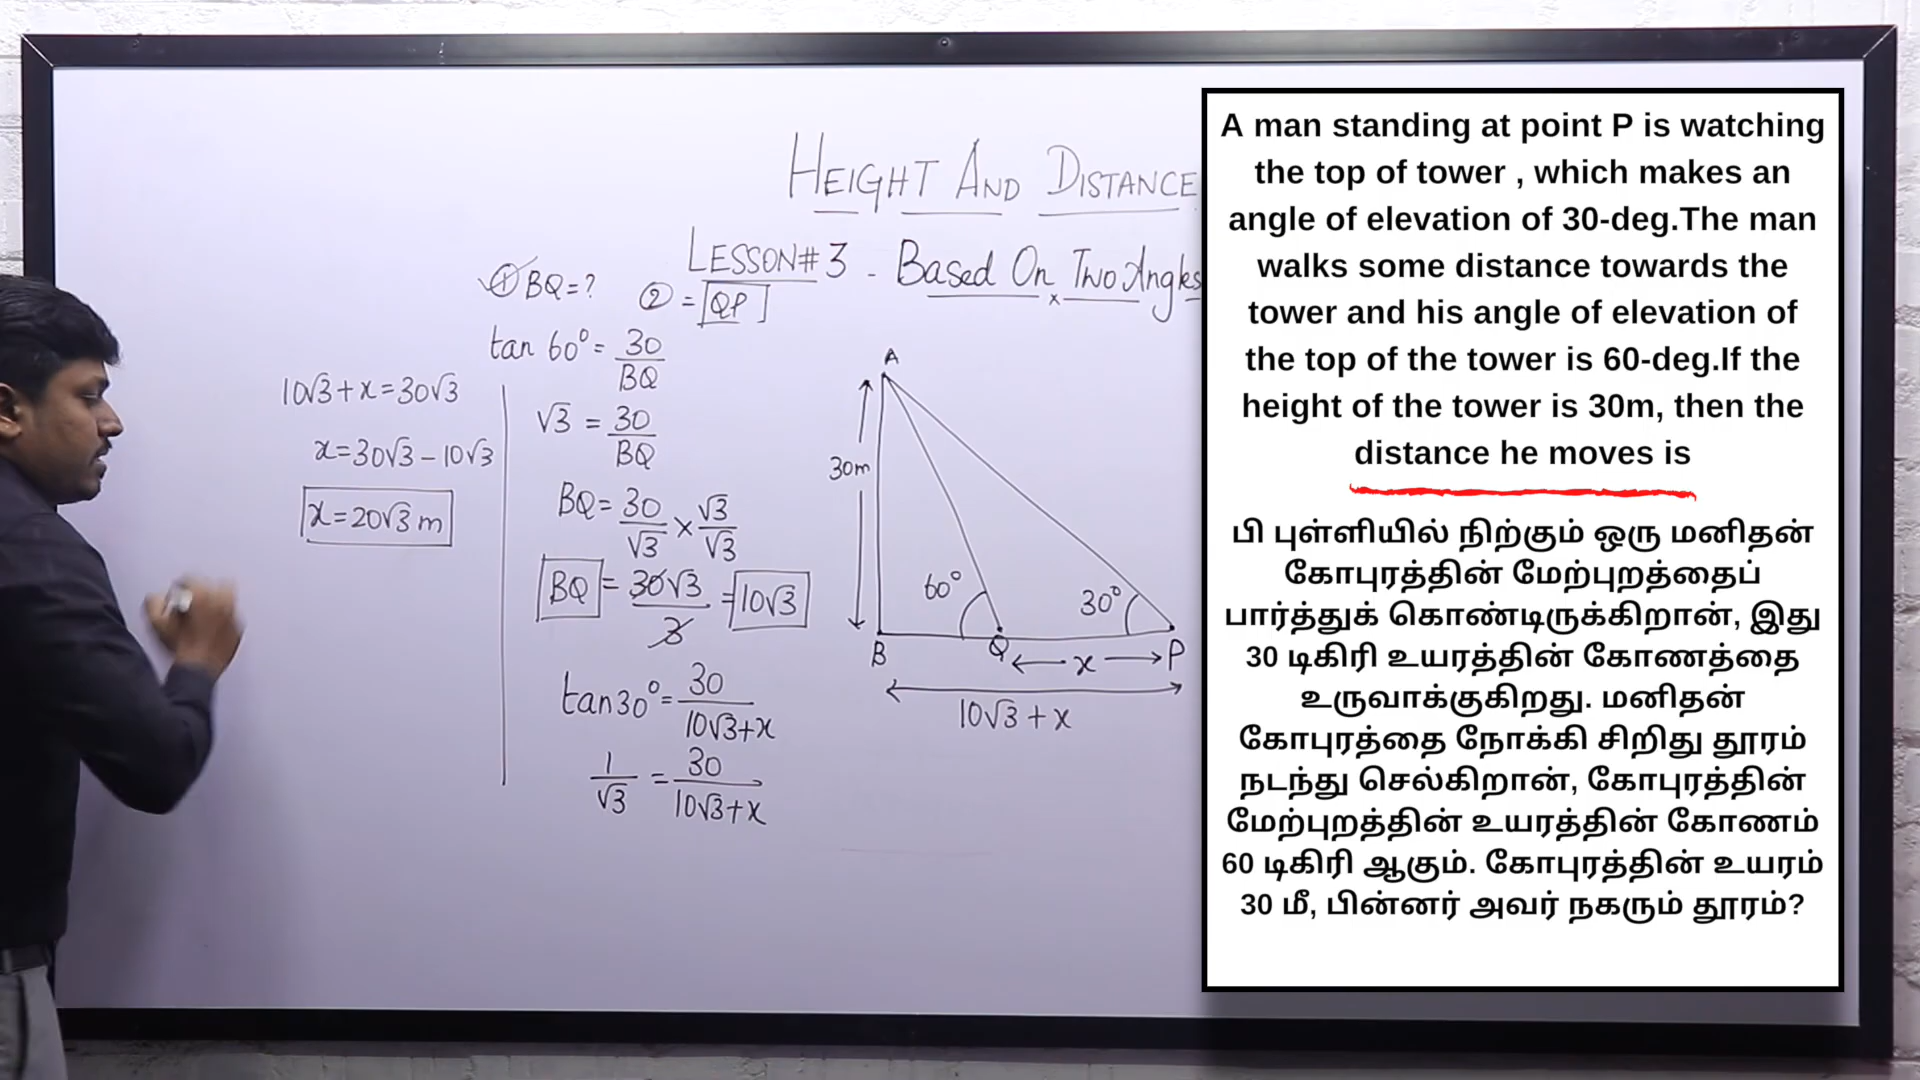 HEIGHT AND DISTANCE
LESSON#3 - Based On Two Angles
① BQ=?
② = QP
tan 60° = 30/BQ
√3 = 30/BQ
BQ = 30/√3 × √3/√3
BQ = 30√3/3 = 10√3
tan30° = 30/10√3+x
1/√3 = 30/10√3+x
10√3+x=30√3
x=30√3-10√3
x=20√3 m
A
30m
60°
30°
B
Q
x
P
10√3+x
A man standing at point P is watching
the top of tower , which makes an
angle of elevation of 30-deg.The man
walks some distance towards the
tower and his angle of elevation of
the top of the tower is 60-deg.If the
height of the tower is 30m, then the
distance he moves is
பி புள்ளியில் நிற்கும் ஒரு மனிதன்
கோபுரத்தின் மேற்புறத்தைப்
பார்த்துக் கொண்டிருக்கிறான், இது
30 டிகிரி உயரத்தின் கோணத்தை
உருவாக்குகிறது. மனிதன்
கோபுரத்தை நோக்கி சிறிது தூரம்
நடந்து செல்கிறான், கோபுரத்தின்
மேற்புறத்தின் உயரத்தின் கோணம்
60 டிகிரி ஆகும். கோபுரத்தின் உயரம்
30 மீ, பின்னர் அவர் நகரும் தூரம்?